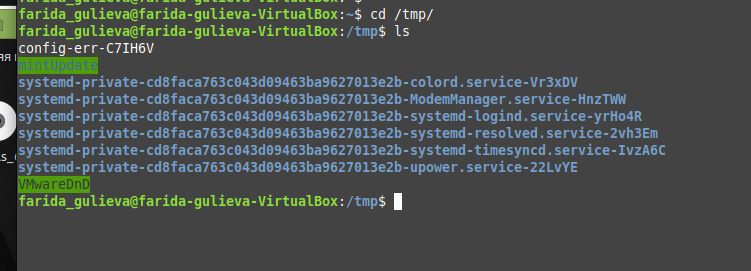 farida_gulieva@farida-gulieva-VirtualBox:~$ cd /tmp/
farida_gulieva@farida-gulieva-VirtualBox:/tmp$ ls
config-err-C7IH6V
mintUpdate
systemd-private-cd8faca763c043d09463ba9627013e2b-colord.service-Vr3xDV
systemd-private-cd8faca763c043d09463ba9627013e2b-ModemManager.service-HnzTWW
systemd-private-cd8faca763c043d09463ba9627013e2b-systemd-logind.service-yrHo4R
systemd-private-cd8faca763c043d09463ba9627013e2b-systemd-resolved.service-2vh3Em
systemd-private-cd8faca763c043d09463ba9627013e2b-systemd-timesyncd.service-IvzA6C
systemd-private-cd8faca763c043d09463ba9627013e2b-upower.service-22LvYE
VMwareDnD
farida_gulieva@farida-gulieva-VirtualBox:/tmp$